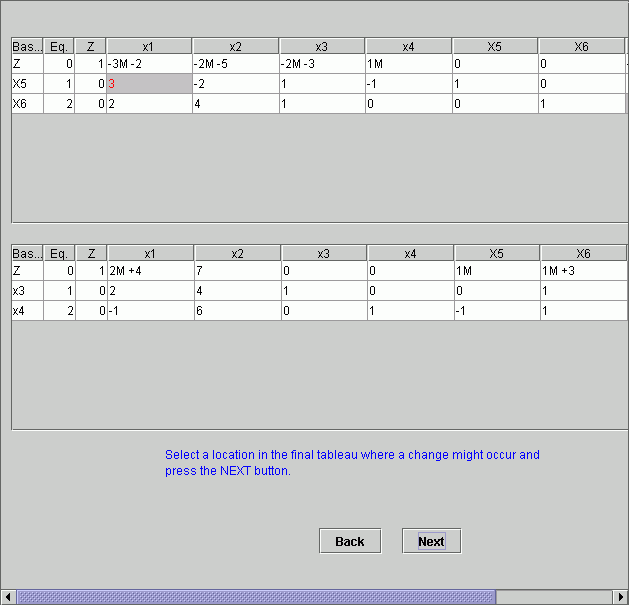 Bas... Eq. Z x1 x2 x3 x4 X5 X6
Z 0 1 -3M -2 -2M -5 -2M -3 1M 0 0 -
X5 1 0 3 -2 1 -1 1 0
X6 2 0 2 4 1 0 0 1
Bas... Eq. Z x1 x2 x3 x4 X5 X6
Z 0 1 2M +4 7 0 0 1M 1M +3
x3 1 0 2 4 1 0 0 1
x4 2 0 -1 6 0 1 -1 1
Select a location in the final tableau where a change might occur and
press the NEXT button.
Back Next